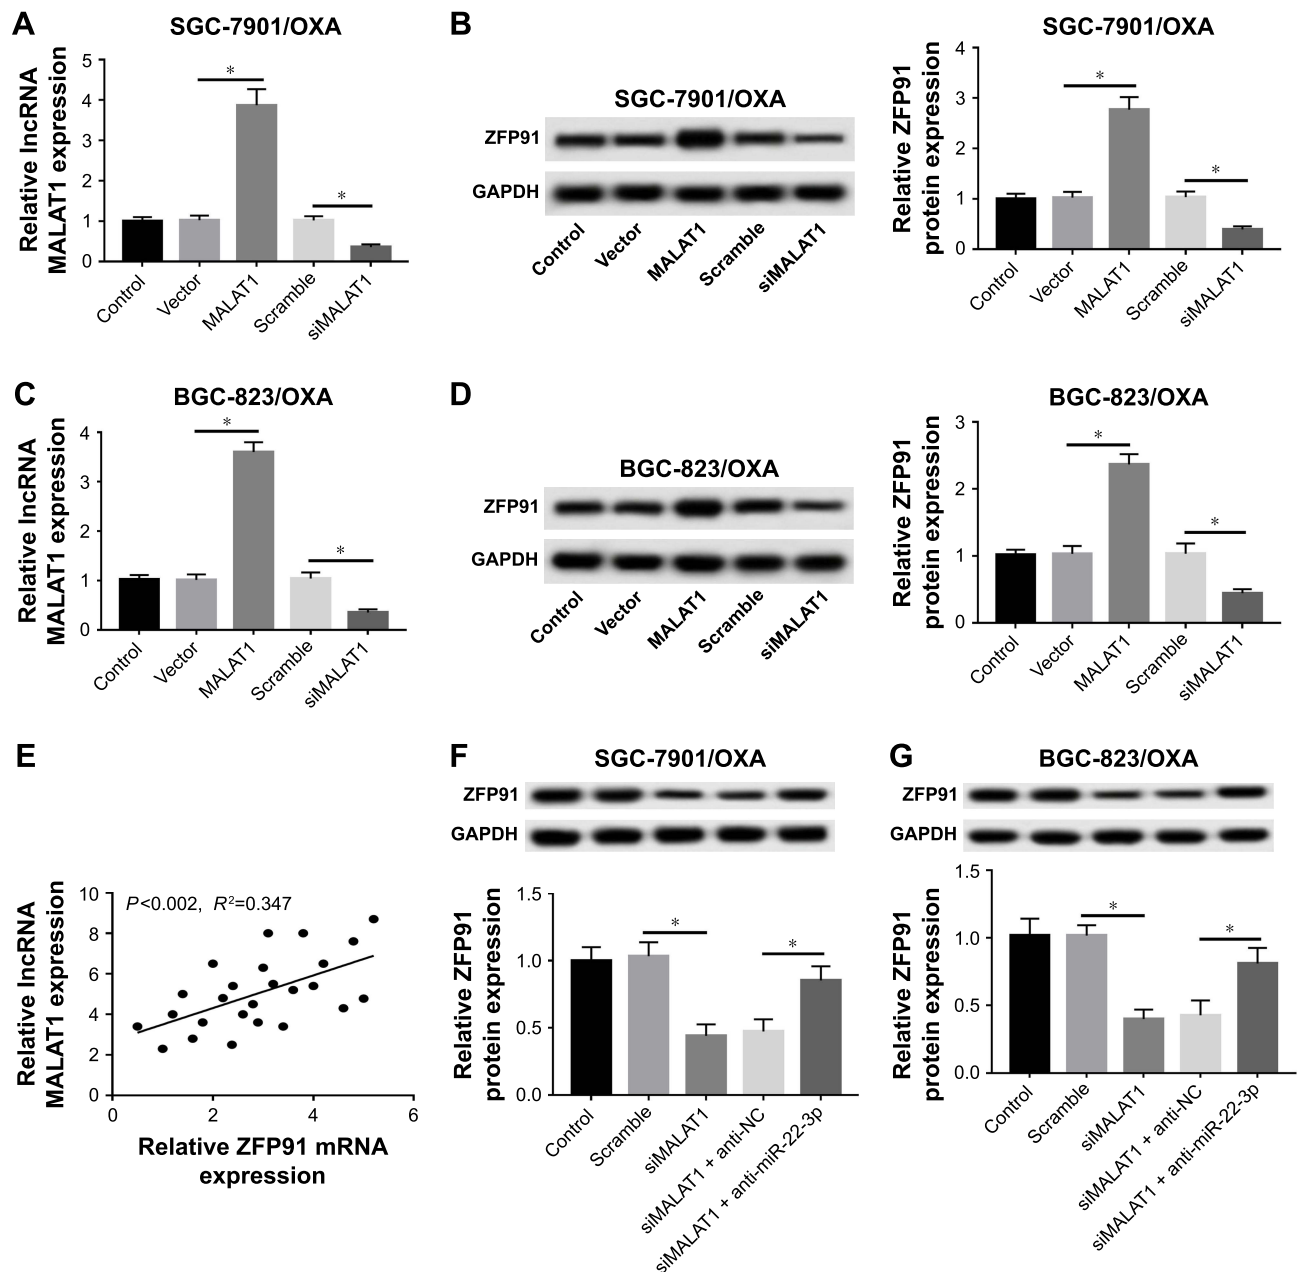 A
SGC-7901/OXA
Relative lncRNA
MALAT1 expression
5
4
3
2
1
0
*
*
Control
Vector
MALAT1
Scramble
siMALAT1
B
SGC-7901/OXA
ZFP91
GAPDH
Control
Vector
MALAT1
Scramble
siMALAT1
SGC-7901/OXA
Relative ZFP91
protein expression
4
3
2
1
0
*
*
Control
Vector
MALAT1
Scramble
siMALAT1
C
BGC-823/OXA
Relative lncRNA
MALAT1 expression
4
3
2
1
0
*
*
Control
Vector
MALAT1
Scramble
siMALAT1
D
BGC-823/OXA
ZFP91
GAPDH
Control
Vector
MALAT1
Scramble
siMALAT1
BGC-823/OXA
Relative ZFP91
protein expression
3
2
1
0
*
*
Control
Vector
MALAT1
Scramble
siMALAT1
E
Relative lncRNA
MALAT1 expression
10
8
6
4
2
0
P<0.002, R²=0.347
0 2 4 6
Relative ZFP91 mRNA
expression
F
SGC-7901/OXA
ZFP91
GAPDH
Relative ZFP91
protein expression
1.5
1.0
0.5
0.0
*
*
Control
Scramble
siMALAT1
siMALAT1 + anti-NC
siMALAT1 + anti-miR-22-3p
G
BGC-823/OXA
ZFP91
GAPDH
Relative ZFP91
protein expression
1.5
1.0
0.5
0.0
*
*
Control
Scramble
siMALAT1
siMALAT1 + anti-NC
siMALAT1 + anti-miR-22-3p